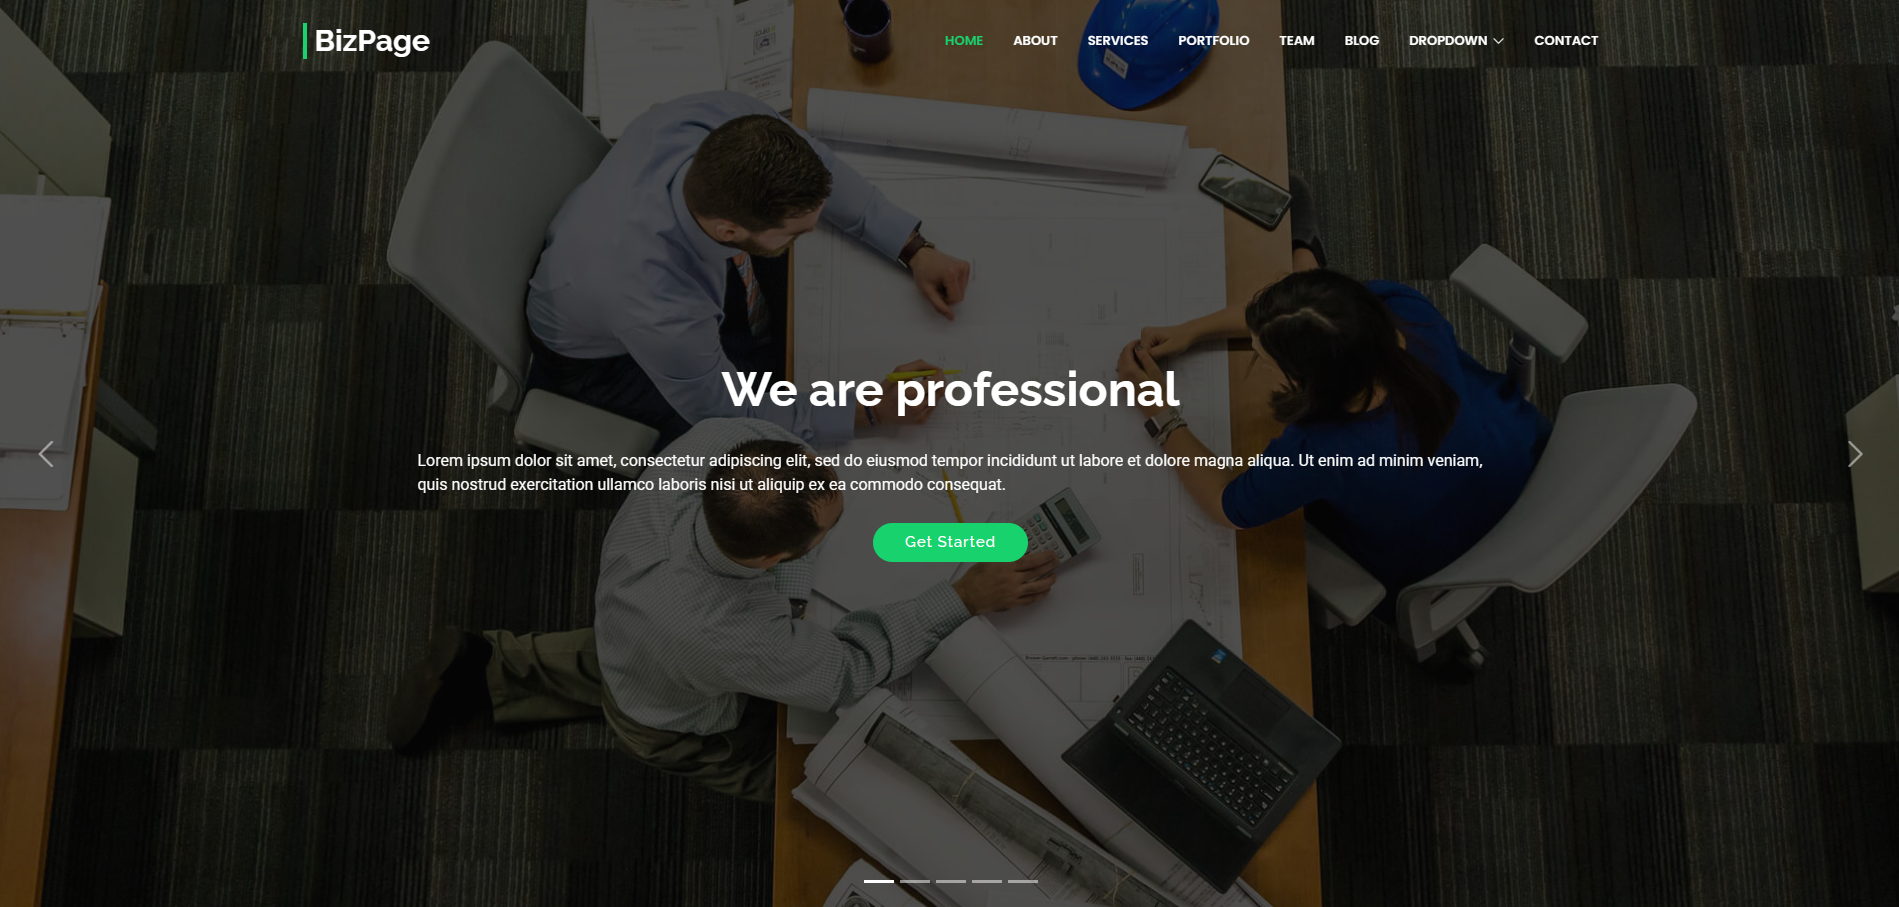 BizPage
HOME ABOUT SERVICES PORTFOLIO TEAM BLOG DROPDOWN CONTACT
We are professional
Lorem ipsum dolor sit amet, consectetur adipiscing elit, sed do eiusmod tempor incididunt ut labore et dolore magna aliqua. Ut enim ad minim veniam,
quis nostrud exercitation ullamco laboris nisi ut aliquip ex ea commodo consequat.
Get Started